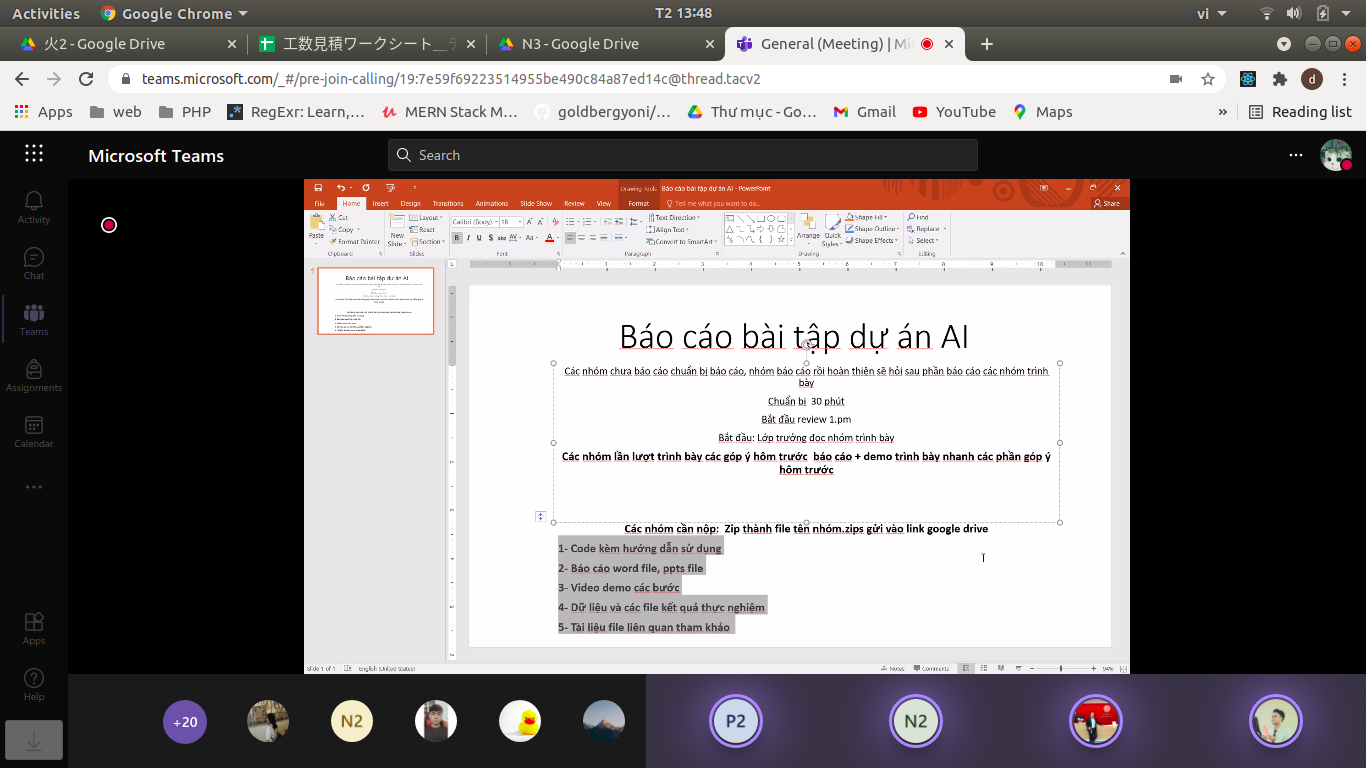 Activities
Google Chrome
T2 13:48
vi
火2 - Google Drive
工数見積ワークシート__テ
N3 - Google Drive
General (Meeting) | Mi
teams.microsoft.com/_#/pre-join-calling/19:7e59f69223514955be490c84a87ed14c@thread.tacv2
d
Apps
web
PHP
RegExr: Learn,...
MERN Stack M...
goldbergyoni/...
Thư mục - Go...
Gmail
YouTube
Maps
»
Reading list
Microsoft Teams
Search
Activity
Chat
Teams
Assignments
Calendar
Apps
Help
Báo cáo bài tập dự án AI - PowerPoint
Drawing Tools
File
Home
Insert
Design
Transitions
Animations
Slide Show
Review
View
Format
Tell me what you want to do...
Share
Paste
Cut
Copy
Format Painter
Clipboard
New Slide
Layout
Reset
Section
Slides
Calibri (Body)
18
Font
Paragraph
Text Direction
Align Text
Convert to SmartArt
Arrange
Quick Styles
Shape Fill
Shape Outline
Shape Effects
Drawing
Find
Replace
Select
Editing
1
Báo cáo bài tập dự án AI
Báo cáo bài tập dự án AI
Các nhóm chưa báo cáo chuẩn bị báo cáo, nhóm báo cáo rồi hoàn thiên sẽ hỏi sau phần báo cáo các nhóm trình
bày
Chuẩn bị 30 phút
Bắt đầu review 1.pm
Bắt đầu: Lớp trưởng đọc nhóm trình bày
Các nhóm lần lượt trình bày các góp ý hôm trước báo cáo + demo trình bày nhanh các phần góp ý
hôm trước
Các nhóm cần nộp: Zip thành file tên nhóm.zips gửi vào link google drive
1- Code kèm hướng dẫn sử dụng
2- Báo cáo word file, ppts file
3- Video demo các bước
4- Dữ liệu và các file kết quả thực nghiệm
5- Tài liệu file liên quan tham khảo
Slide 1 of 1
English (United States)
Notes
Comments
94%
+20
N2
P2
N2